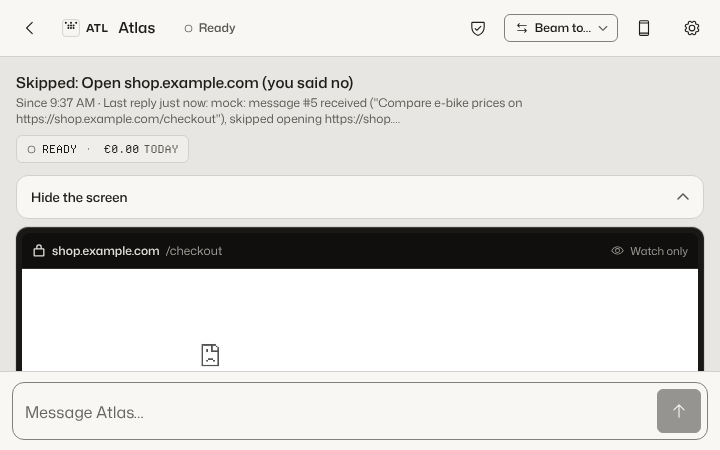 ATL Atlas Ready Beam to...
Skipped: Open shop.example.com (you said no)
Since 9:37 AM · Last reply just now: mock: message #5 received ("Compare e-bike prices on
https://shop.example.com/checkout"), skipped opening https://shop....
READY · €0.00 TODAY
Hide the screen
shop.example.com /checkout Watch only
Message Atlas...